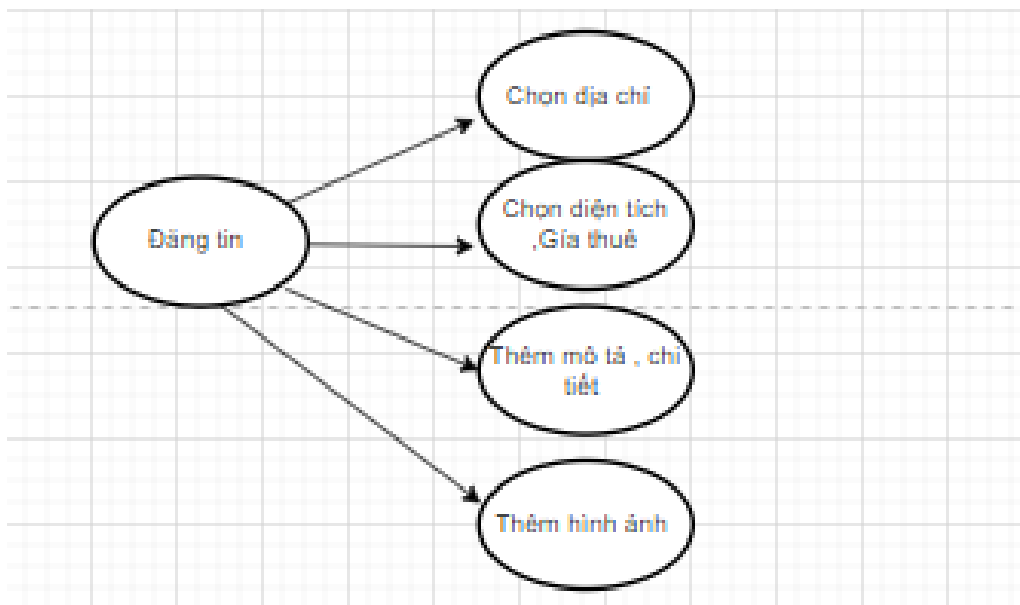 Chọn địa chỉ
Chọn diện tích
,Gía thuê
Đăng tin
Thêm mô tả , chi
tiết
Thêm hình ảnh